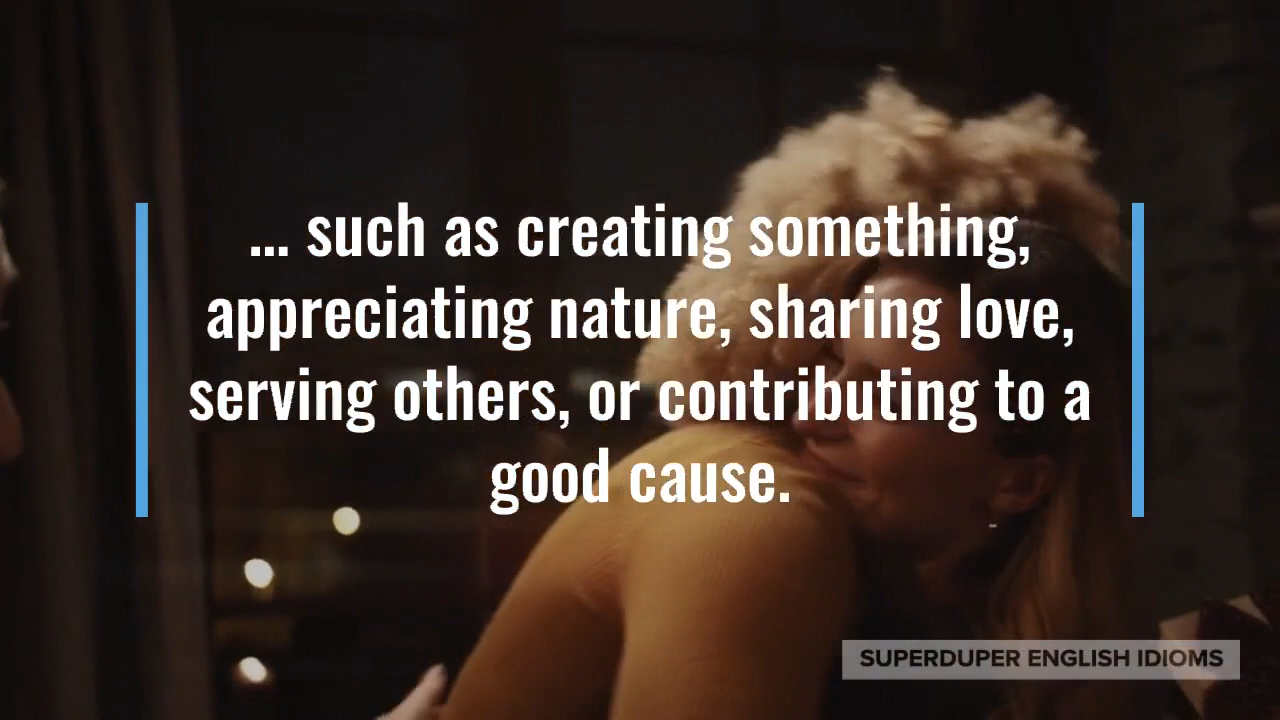 ... such as creating something,
appreciating nature, sharing love,
serving others, or contributing to a
good cause.
SUPERDUPER ENGLISH IDIOMS